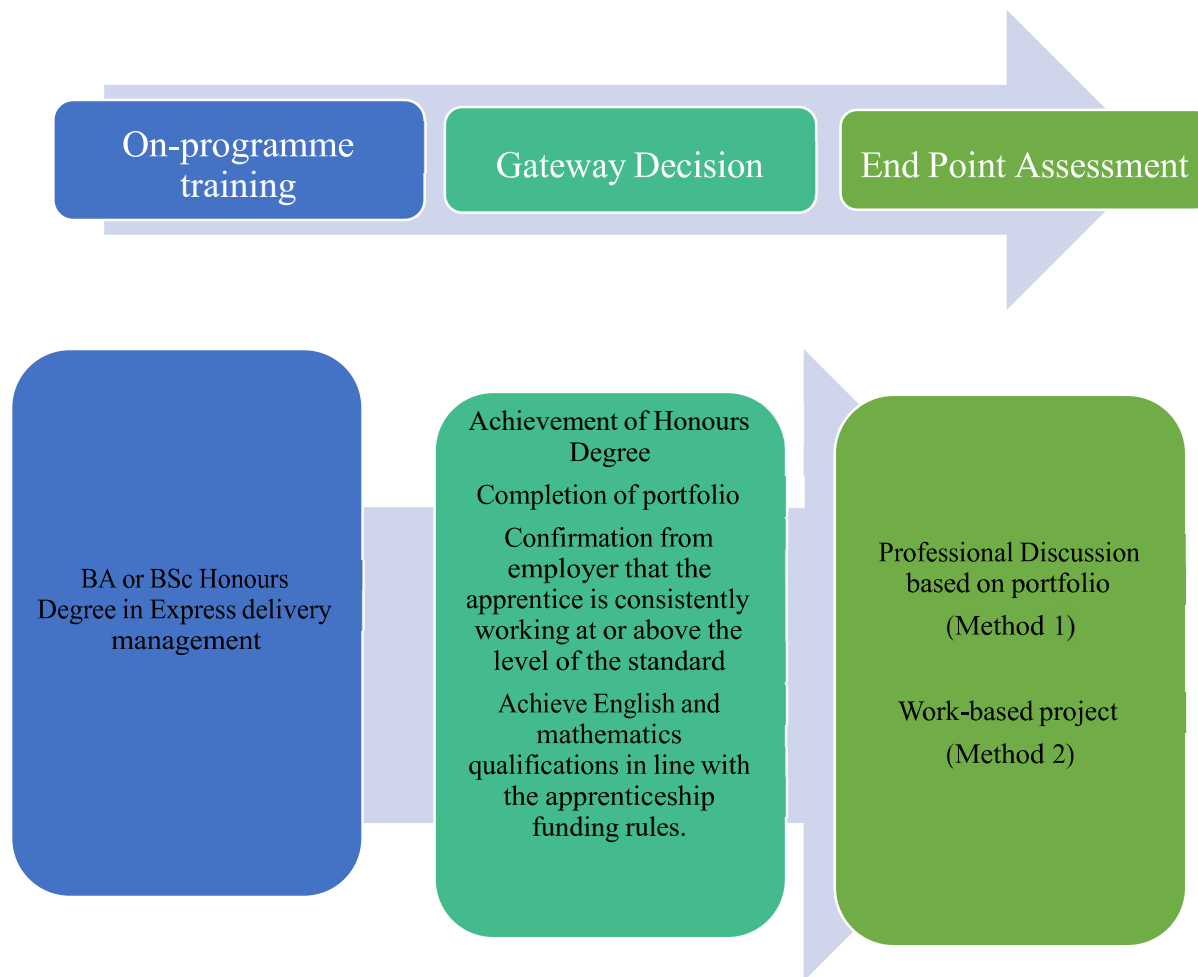 On-programme
training
Gateway Decision
End Point Assessment
BA or BSc Honours
Degree in Express delivery
management
Achievement of Honours
Degree
Completion of portfolio
Confirmation from
employer that the
apprentice is consistently
working at or above the
level of the standard
Achieve English and
mathematics
qualifications in line with
the apprenticeship
funding rules.
Professional Discussion
based on portfolio
(Method 1)
Work-based project
(Method 2)